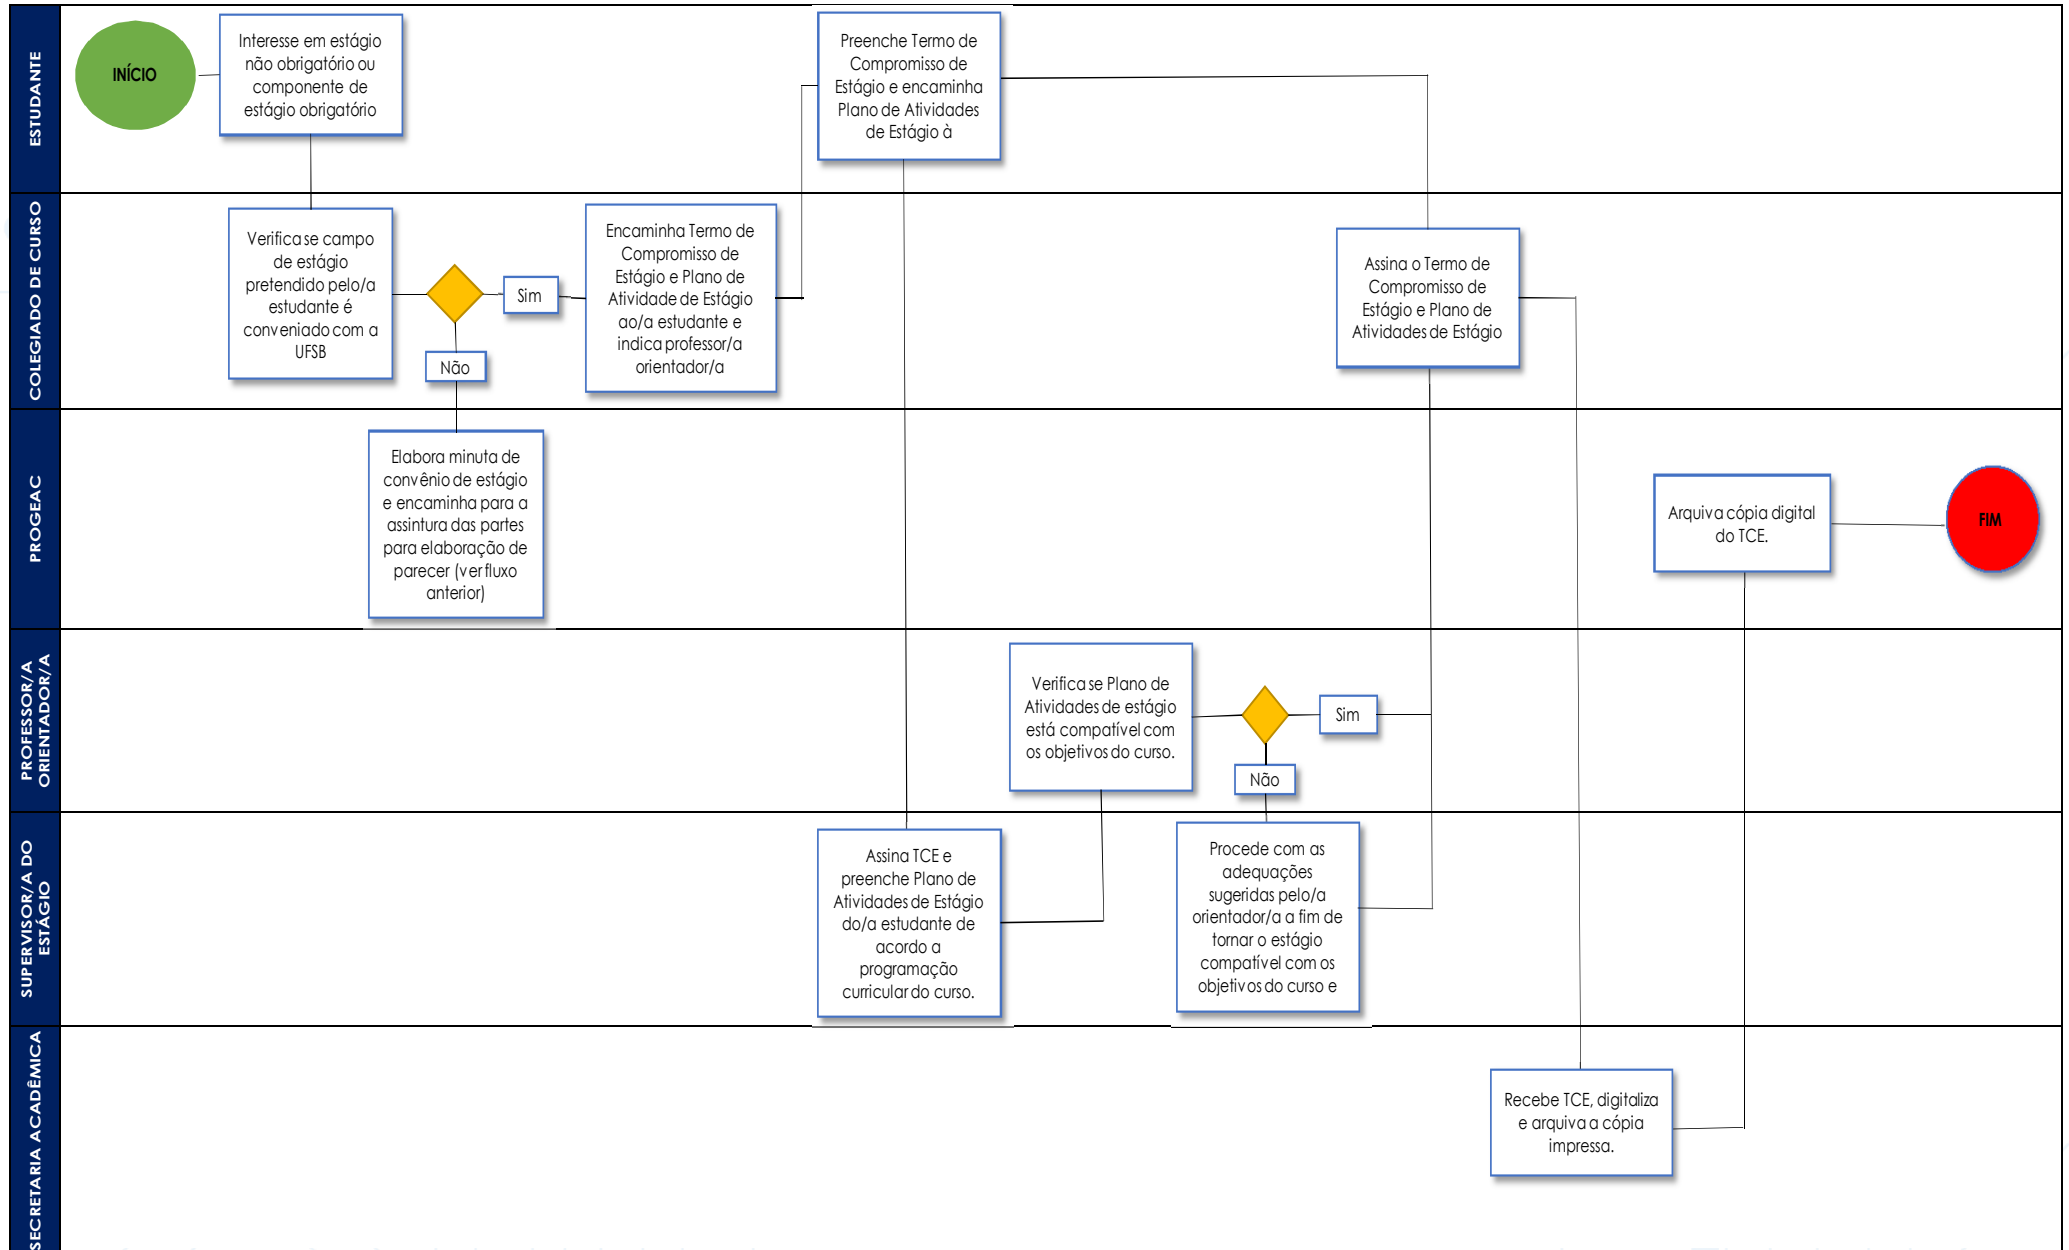 ESTUDANTE
INÍCIO
Interesse em estágio
não obrigatório ou
componente de
estágio obrigatório
Preenche Termo de
Compromisso de
Estágio e encaminha
Plano de Atividades
de Estágio à
COLEGIADO DE CURSO
Verifica se campo
de estágio
pretendido pelo/a
estudante é
conveniado com a
UFSB
Sim
Não
Encaminha Termo de
Compromisso de
Estágio e Plano de
Atividade de Estágio
ao/a estudante e
indica professor/a
orientador/a
Assina o Termo de
Compromisso de
Estágio e Plano de
Atividades de Estágio
PROGEAC
Elabora minuta de
convênio de estágio
e encaminha para a
assintura das partes
para elaboração de
parecer (ver fluxo
anterior)
Arquiva cópia digital
do TCE.
FIM
PROFESSOR/A
ORIENTADOR/A
Verifica se Plano de
Atividades de estágio
está compatível com
os objetivos do curso.
Sim
Não
SUPERVISOR/A DO
ESTÁGIO
Assina TCE e
preenche Plano de
Atividades de Estágio
do/a estudante de
acordo a
programação
curricular do curso.
Procede com as
adequações
sugeridas pelo/a
orientador/a a fim de
tornar o estágio
compatível com os
objetivos do curso e
SECRETARIA ACADÊMICA
Recebe TCE, digitaliza
e arquiva a cópia
impressa.